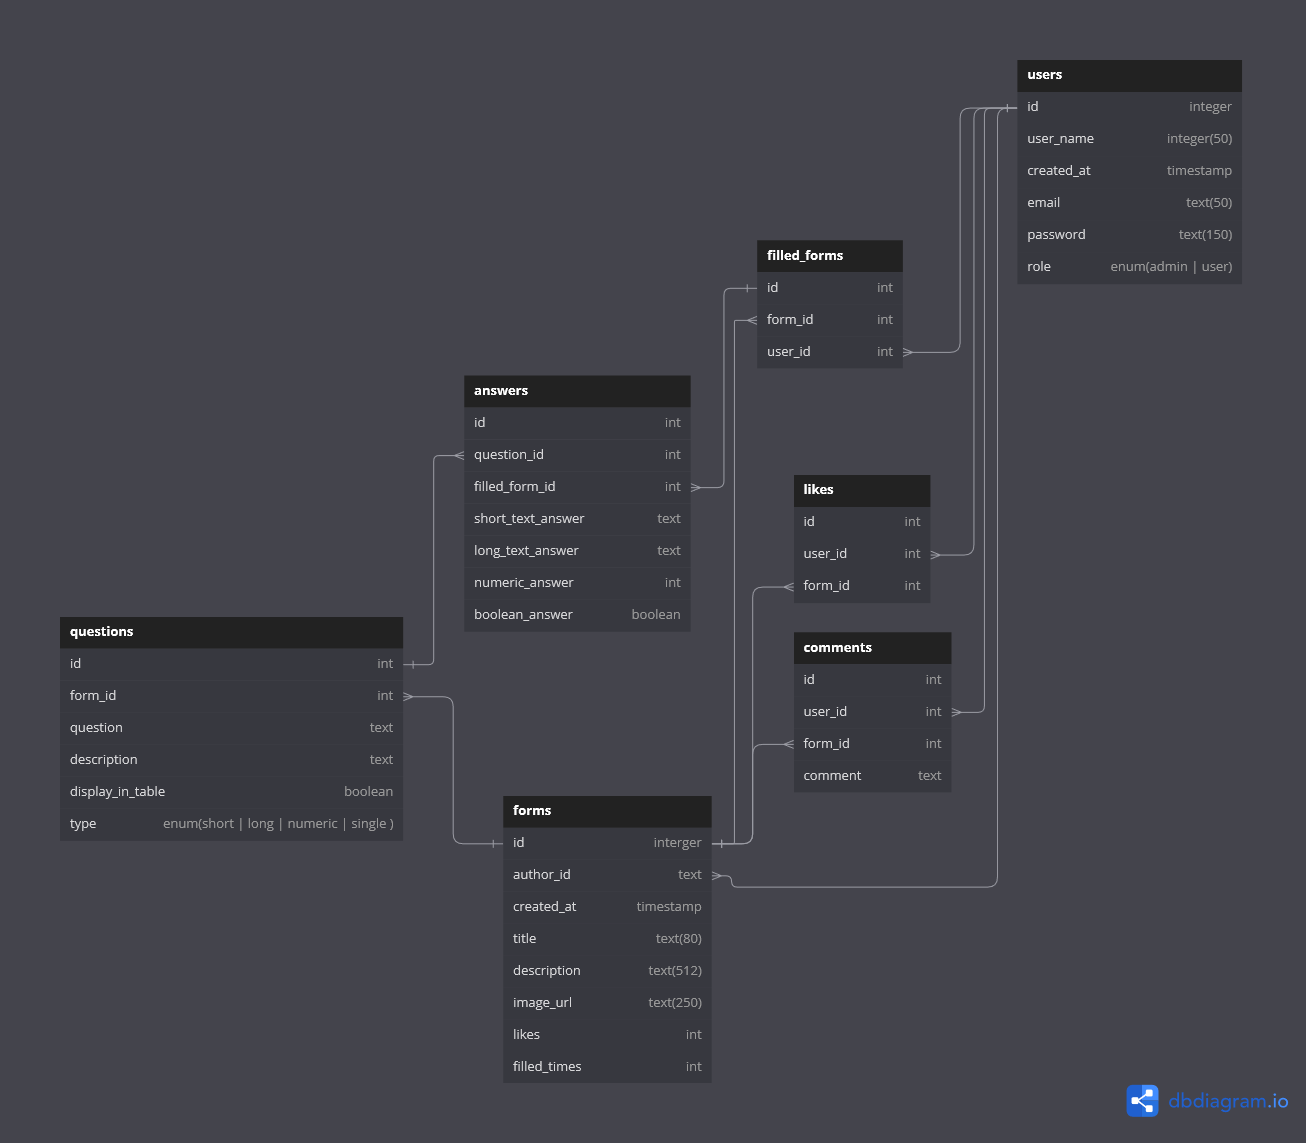 users
id integer
user_name integer(50)
created_at timestamp
email text(50)
password text(150)
role enum(admin | user)
filled_forms
id int
form_id int
user_id int
answers
id int
question_id int
filled_form_id int
short_text_answer text
long_text_answer text
numeric_answer int
boolean_answer boolean
likes
id int
user_id int
form_id int
questions
id int
form_id int
question text
description text
display_in_table boolean
type enum(short | long | numeric | single )
comments
id int
user_id int
form_id int
comment text
forms
id interger
author_id text
created_at timestamp
title text(80)
description text(512)
image_url text(250)
likes int
filled_times int
dbdiagram.io